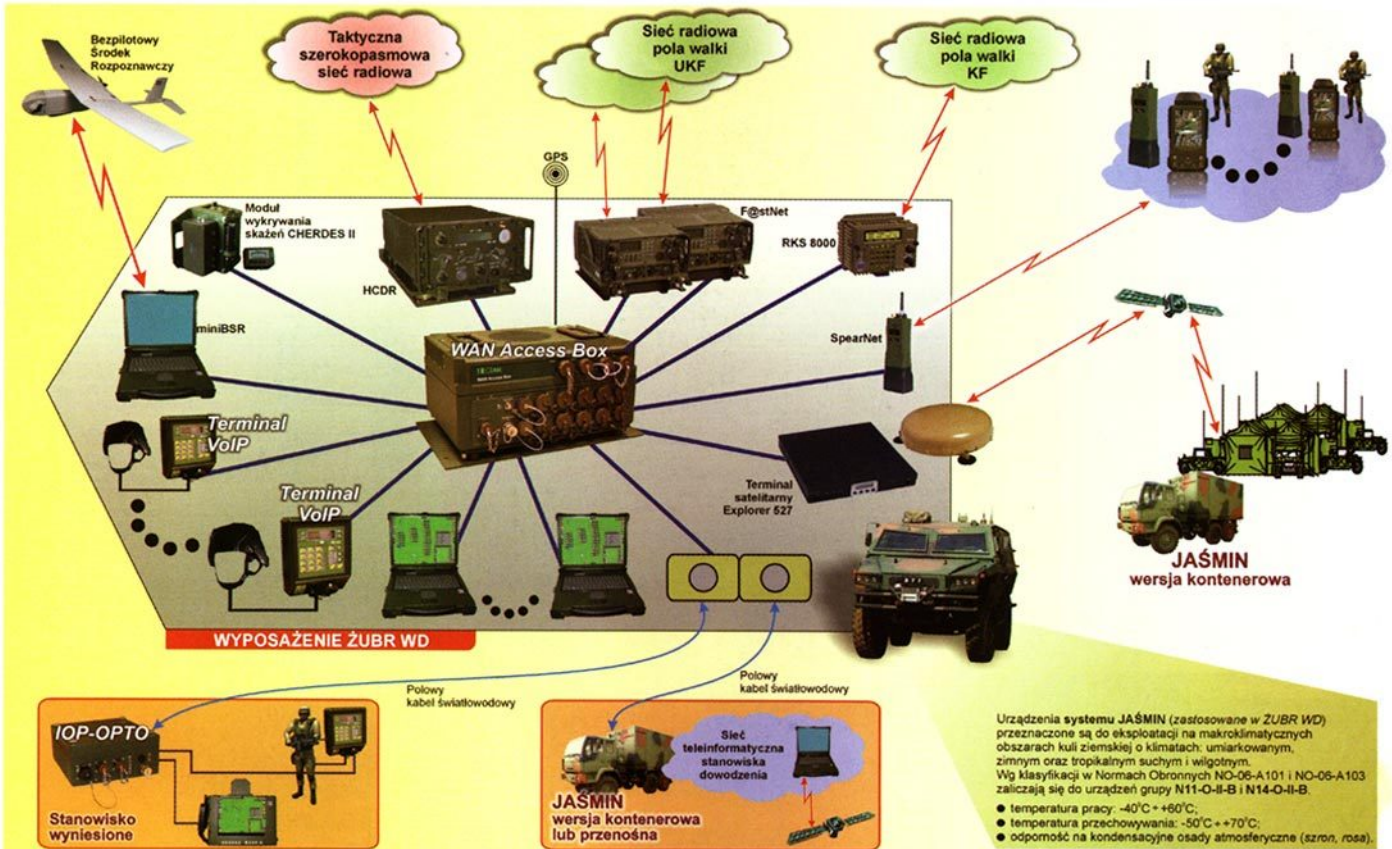 Bezpilotowy
Środek
Rozpoznawczy
Taktyczna
szerokopasmowa
sieć radiowa
Sieć radiowa
pola walki
UKF
Sieć radiowa
pola walki
KF
GPS
Moduł
wykrywania
skażeń CHERDES II
HCDR
F@stNet
RKS 8000
miniBSR
WAN Access Box
WAN Access Box
SpearNet
Terminal
VoIP
Terminal
VoIP
Terminal
satelitarny
Explorer 527
JAŚMIN
wersja kontenerowa
WYPOSAŻENIE ŻUBR WD
Polowy
kabel światłowodowy
Polowy
kabel światłowodowy
IOP-OPTO
Stanowisko
wyniesione
Sieć
teleinformatyczna
stanowiska
dowodzenia
JAŚMIN
wersja kontenerowa
lub przenośna
Urządzenia systemu JAŚMIN (zastosowane w ŻUBR WD)
przeznaczone są do eksploatacji na makroklimatycznych
obszarach kuli ziemskiej o klimatach: umiarkowanym,
zimnym oraz tropikalnym suchym i wilgotnym.
Wg klasyfikacji w Normach Obronnych NO-06-A101 i NO-06-A103
zaliczają się do urządzeń grupy N11-O-II-B i N14-O-II-B.
● temperatura pracy: -40°C ÷ +60°C;
● temperatura przechowywania: -50°C ÷ +70°C;
● odporność na kondensacyjne osady atmosferyczne (szron, rosa).